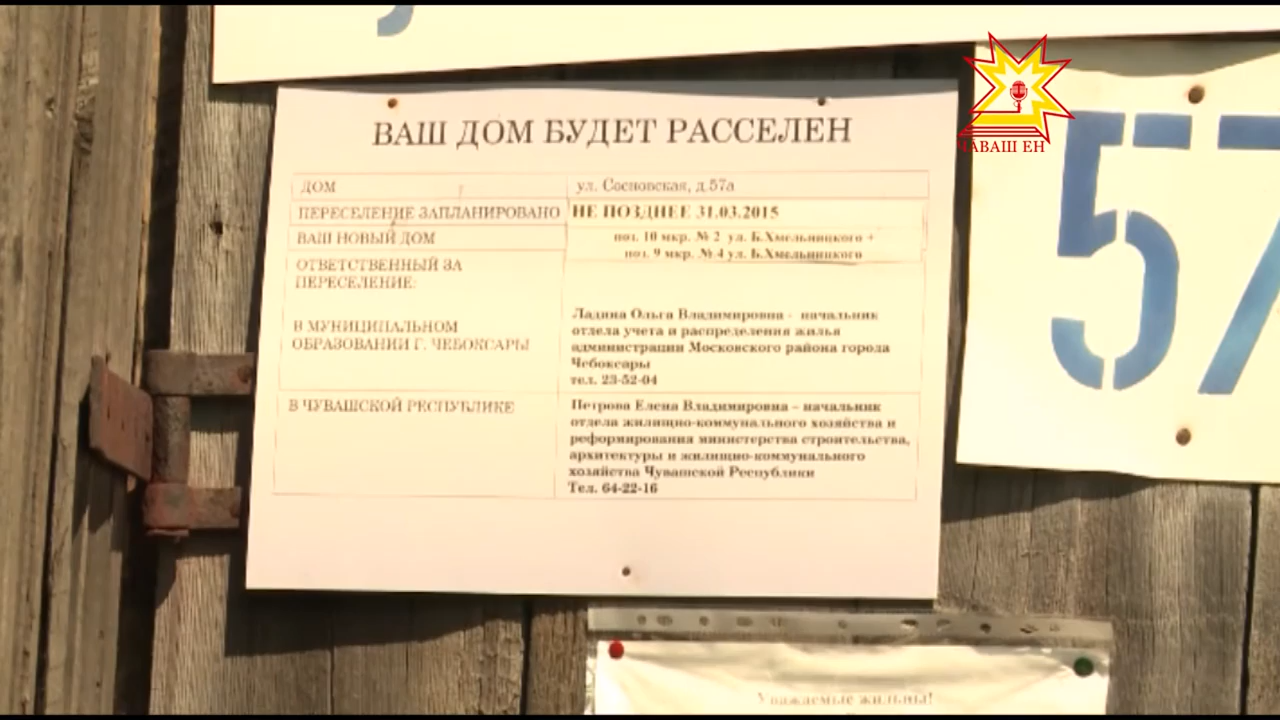 ЧӐВАШ ЕН
57
ВАШ ДОМ БУДЕТ РАССЕЛЕН
ДОМ ул. Сосновская, д.57а
ПЕРЕСЕЛЕНИЕ ЗАПЛАНИРОВАНО НЕ ПОЗДНЕЕ 31.03.2015
ВАШ НОВЫЙ ДОМ поз. 10 мкр. № 2 ул. Б.Хмельницкого +
поз. 9 мкр. № 4 ул. Б.Хмельницкого
ОТВЕТСТВЕННЫЙ ЗА
ПЕРЕСЕЛЕНИЕ:
В МУНИЦИПАЛЬНОМ
ОБРАЗОВАНИИ Г. ЧЕБОКСАРЫ
Ладина Ольга Владимировна - начальник
отдела учета и распределения жилья
администрации Московского района города
Чебоксары
тел. 23-52-04
В ЧУВАШСКОЙ РЕСПУБЛИКЕ
Петрова Елена Владимировна – начальник
отдела жилищно-коммунального хозяйства и
реформирования министерства строительства,
архитектуры и жилищно-коммунального
хозяйства Чувашской Республики
Тел. 64-22-16
Уважаемые жильцы!